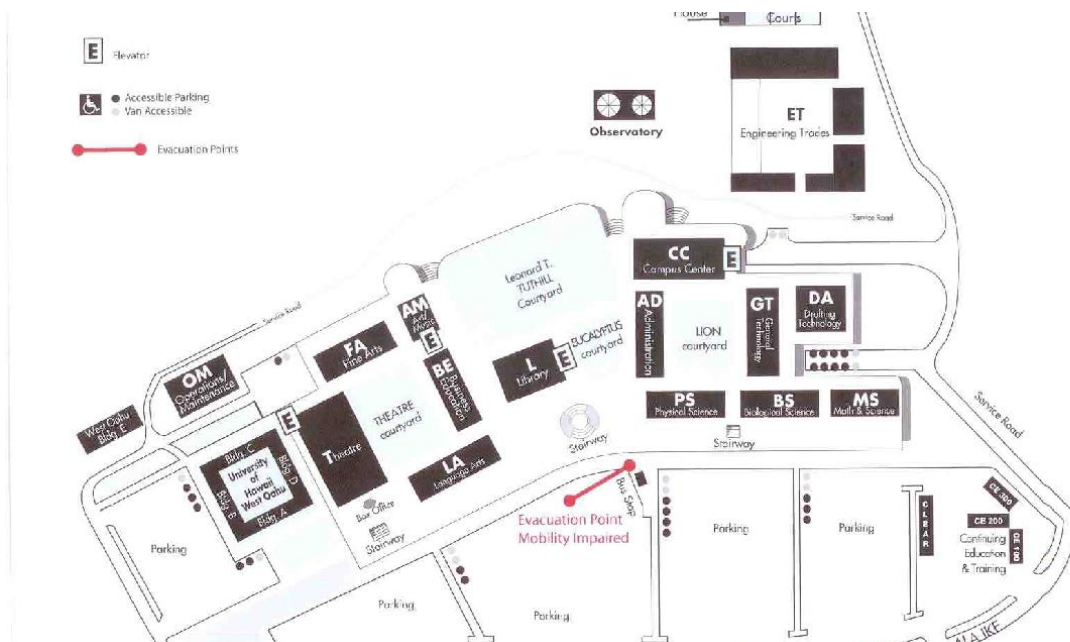 House
Courts
E
Elevator
Accessible Parking
Van Accessible
Evacuation Points
Observatory
ET
Engineering Trades
Service Road
CC
Campus Center
E
Leonard T.
TUTHILL
Courtyard
AD
Administration
LION
courtyard
GT
General
Technology
DA
Drafting
Technology
Service Road
AM
Art/
Music
E
FA
Fine Arts
EUCALYPTUS
courtyard
L
Library
E
BE
Business
Education
OM
Operations/
Maintenance
West Oahu
Bldg. E
THEATRE
courtyard
PS
Physical Science
BS
Biological Science
MS
Math & Science
Service Road
Stairway
Stairway
E
Theatre
LA
Language Arts
Bldg. C
Bldg. D
University
of
Hawaii
West Oahu
Bldg. B
Bldg. A
Box Office
Stairway
Bus Stop
Evacuation Point
Mobility Impaired
Parking
Parking
Parking
Parking
Parking
CLEAR
CE 300
CE 200
CE 100
Continuing
Education
& Training